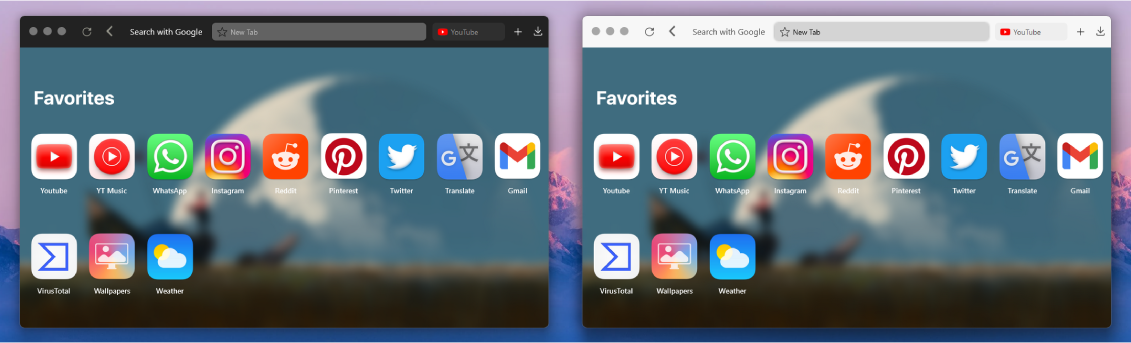 Search with Google New Tab YouTube
Favorites
Youtube YT Music WhatsApp Instagram Reddit Pinterest Twitter Translate Gmail
VirusTotal Wallpapers Weather
Search with Google New Tab YouTube
Favorites
Youtube YT Music WhatsApp Instagram Reddit Pinterest Twitter Translate Gmail
VirusTotal Wallpapers Weather